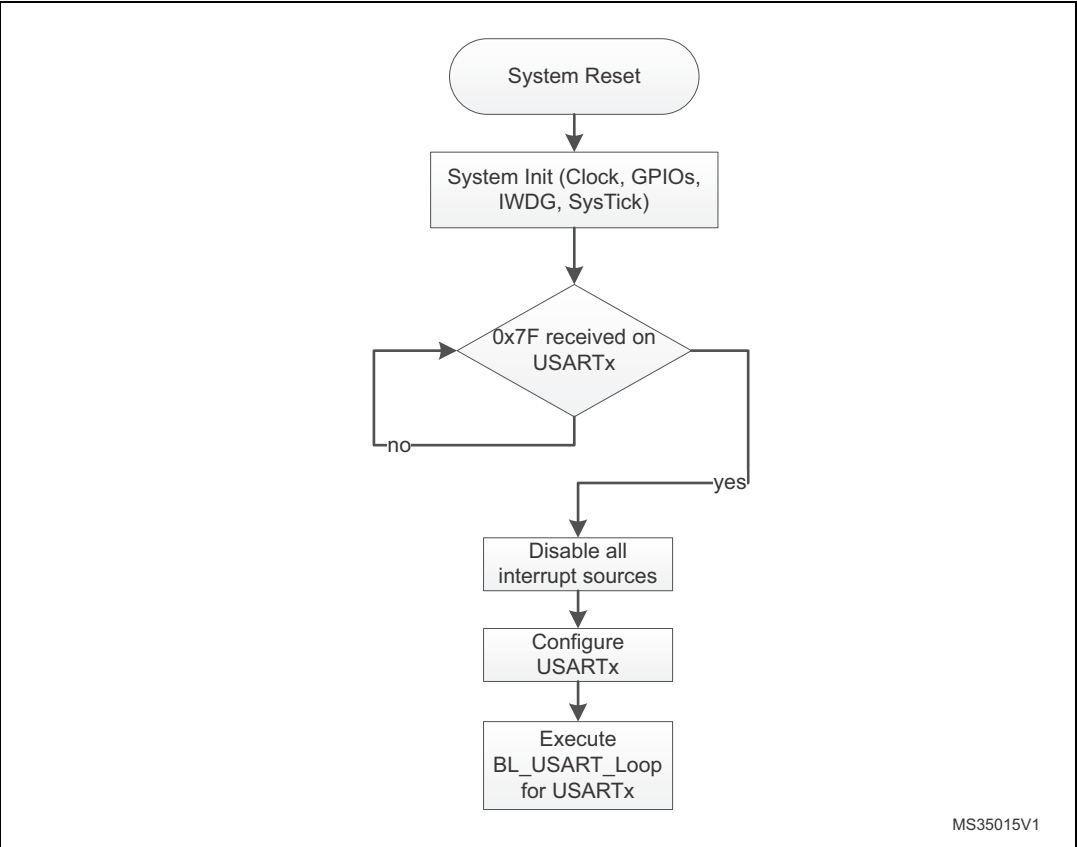 System Reset
System Init (Clock, GPIOs,
IWDG, SysTick)
0x7F received on
USARTx
no
yes
Disable all
interrupt sources
Configure
USARTx
Execute
BL_USART_Loop
for USARTx
MS35015V1